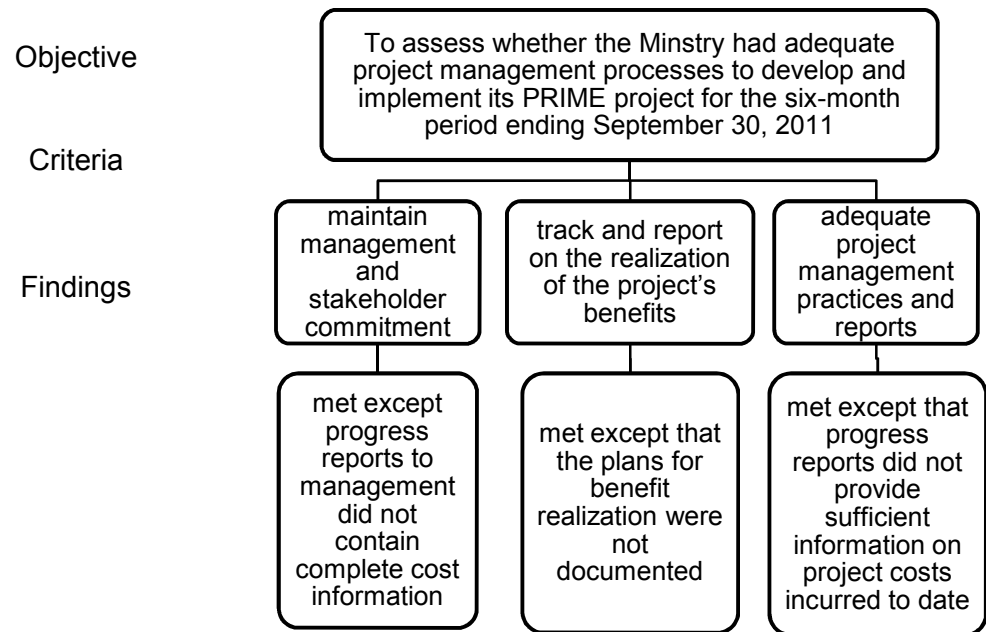 Objective
To assess whether the Minstry had adequate
project management processes to develop and
implement its PRIME project for the six-month
period ending September 30, 2011
Criteria
maintain
management
and
stakeholder
commitment
track and report
on the realization
of the project's
benefits
adequate
project
management
practices and
reports
Findings
met except
progress
reports to
management
did not
contain
complete cost
information
met except that
the plans for
benefit
realization were
not
documented
met except that
progress
reports did not
provide
sufficient
information on
project costs
incurred to date